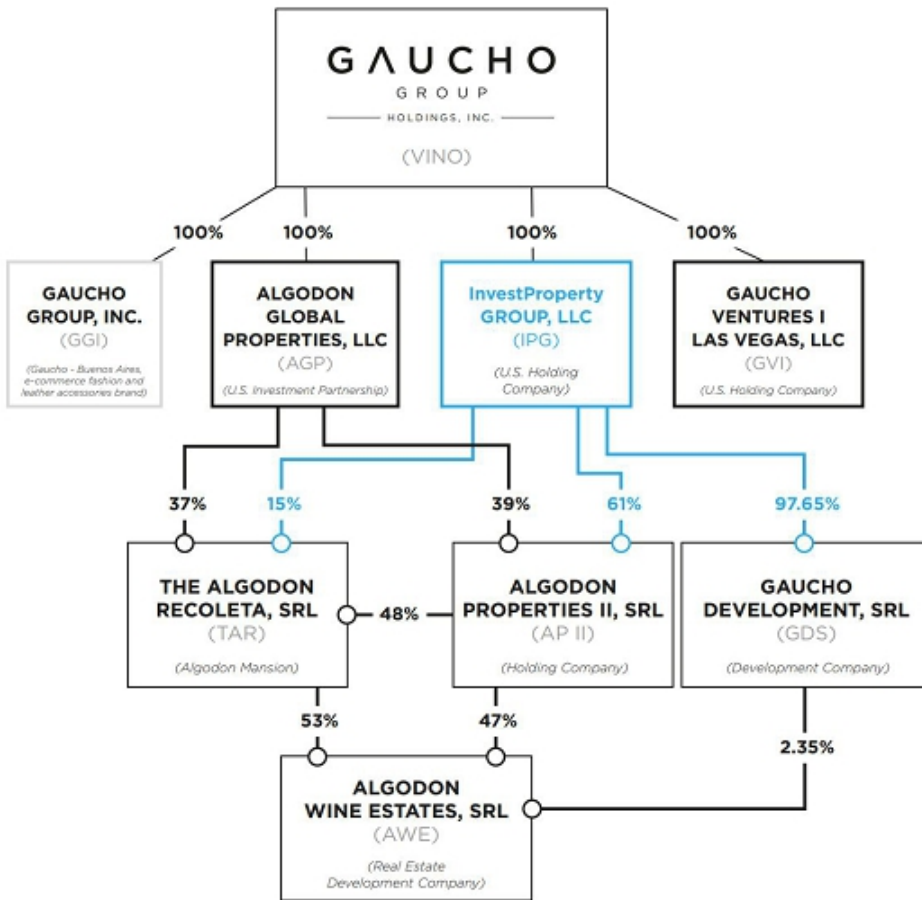 GAUCHO
GROUP
HOLDINGS, INC.
(VINO)
100%
100%
100%
100%
GAUCHO
GROUP, INC.
(GGI)
(Gaucho - Buenos Aires,
e-commerce fashion and
leather accessories brand)
ALGODON
GLOBAL
PROPERTIES, LLC
(AGP)
(U.S. Investment Partnership)
InvestProperty
GROUP, LLC
(IPG)
(U.S. Holding
Company)
GAUCHO
VENTURES I
LAS VEGAS, LLC
(GVI)
(U.S. Holding Company)
37%
15%
39%
61%
97.65%
THE ALGODON
RECOLETA, SRL
(TAR)
(Algodon Mansion)
48%
ALGODON
PROPERTIES II, SRL
(AP II)
(Holding Company)
GAUCHO
DEVELOPMENT, SRL
(GDS)
(Development Company)
53%
47%
2.35%
ALGODON
WINE ESTATES, SRL
(AWE)
(Real Estate
Development Company)